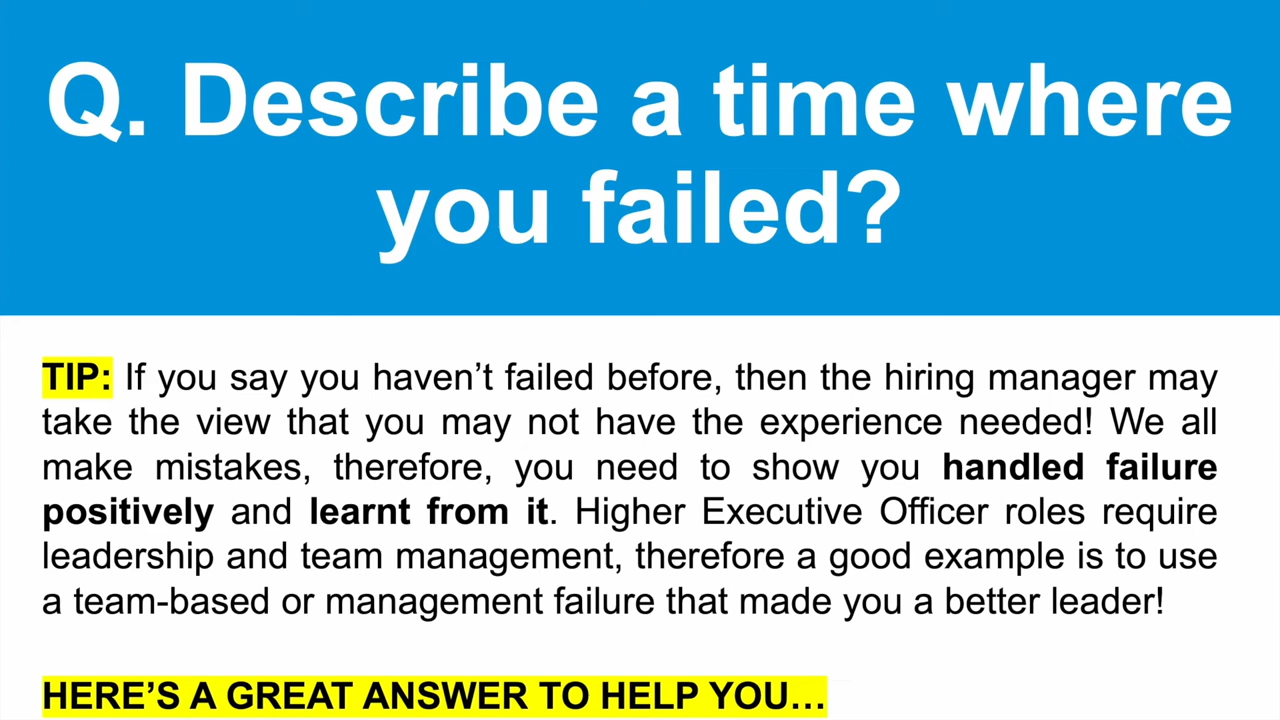 Q. Describe a time where
you failed?
TIP: If you say you haven’t failed before, then the hiring manager may
take the view that you may not have the experience needed! We all
make mistakes, therefore, you need to show you handled failure
positively and learnt from it. Higher Executive Officer roles require
leadership and team management, therefore a good example is to use
a team-based or management failure that made you a better leader!
HERE’S A GREAT ANSWER TO HELP YOU…